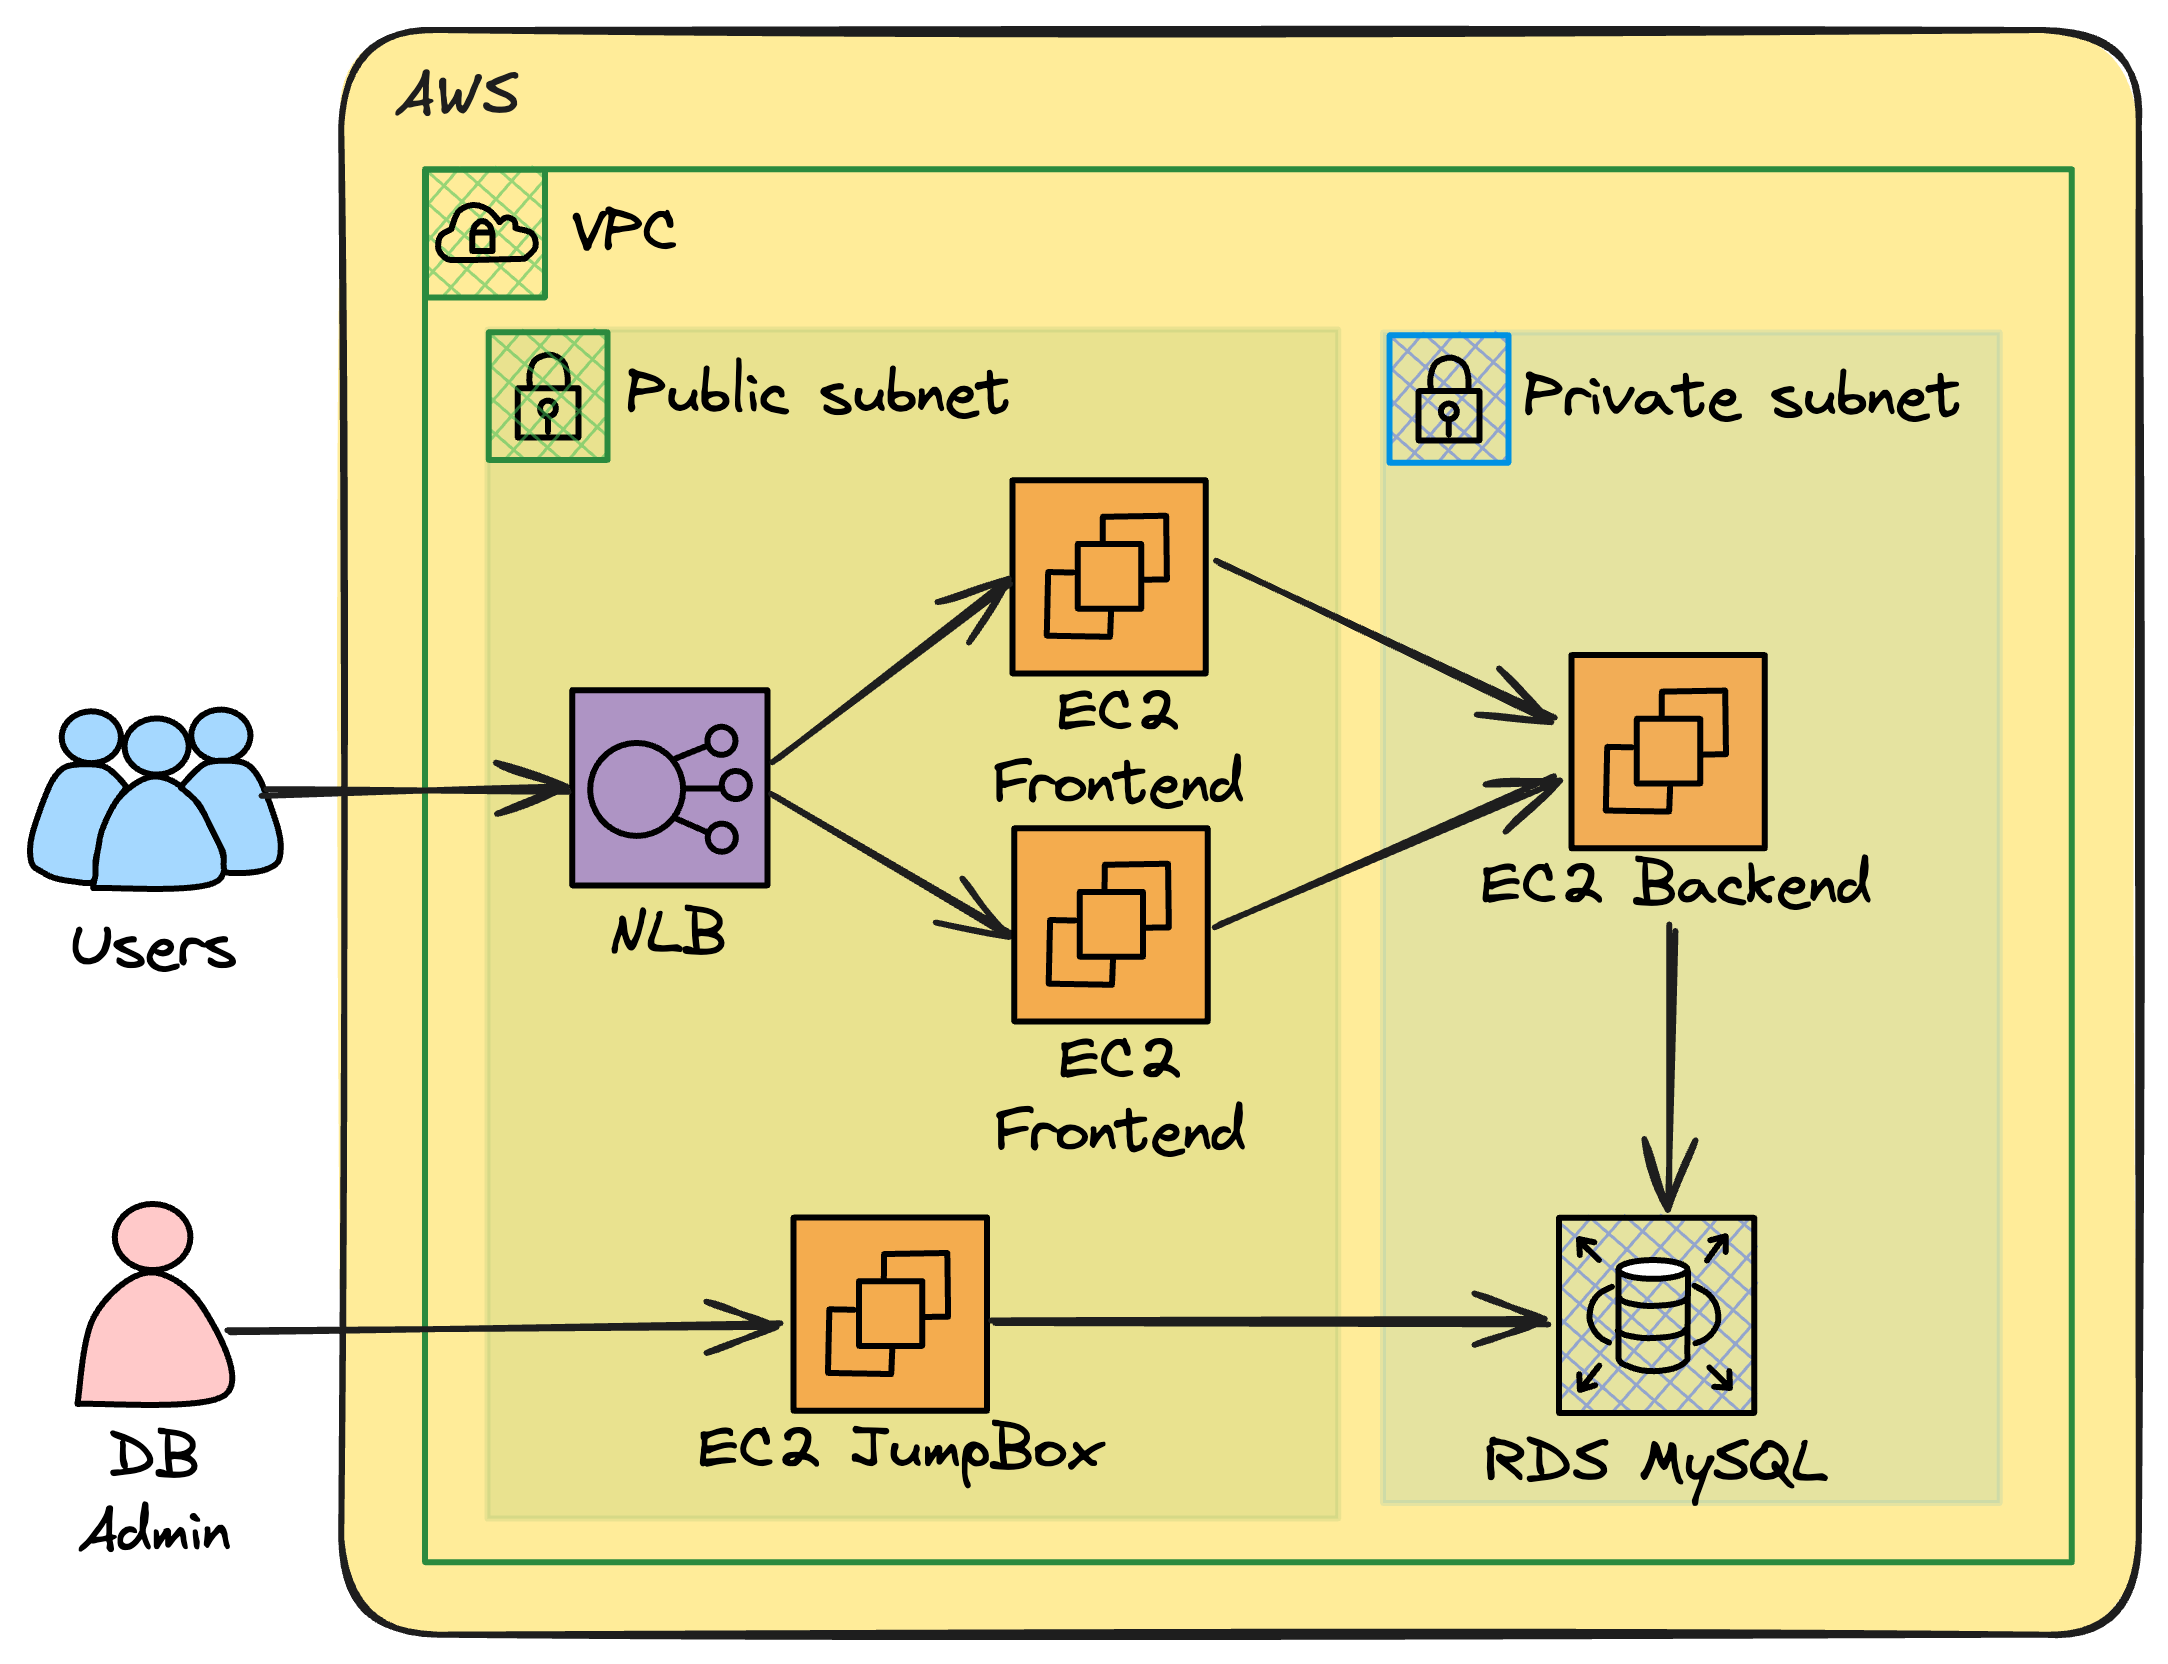 AWS
VPC
Public subnet
Private subnet
EC2
Frontend
EC2 Backend
NLB
Users
EC2
Frontend
EC2 JumpBox
RDS MySQL
DB
Admin